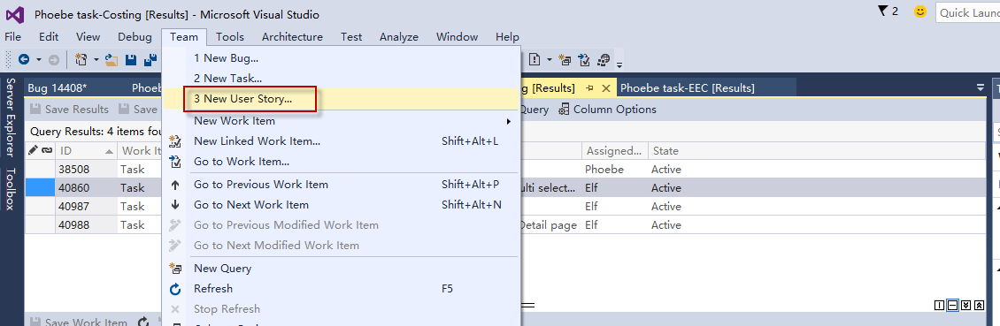 Phoebe task-Costing [Results] - Microsoft Visual Studio
2
Quick Laun
File Edit View Debug Team Tools Architecture Test Analyze Window Help
1 New Bug...
2 New Task...
3 New User Story...
New Work Item
New Linked Work Item... Shift+Alt+L
Go to Work Item...
Go to Previous Work Item Shift+Alt+P
Go to Next Work Item Shift+Alt+N
Go to Previous Modified Work Item
Go to Next Modified Work Item
New Query
Refresh F5
Stop Refresh
Server Explorer
Toolbox
Bug 14408* Phoe g [Results] Phoebe task-EEC [Results]
Save Results Save Query Column Options
Query Results: 4 items fou
ID Work Ite Assigned... State
38508 Task Phoebe Active
40860 Task ulti select... Elf Active
40987 Task Elf Active
40988 Task Detail page Elf Active
Save Work Item